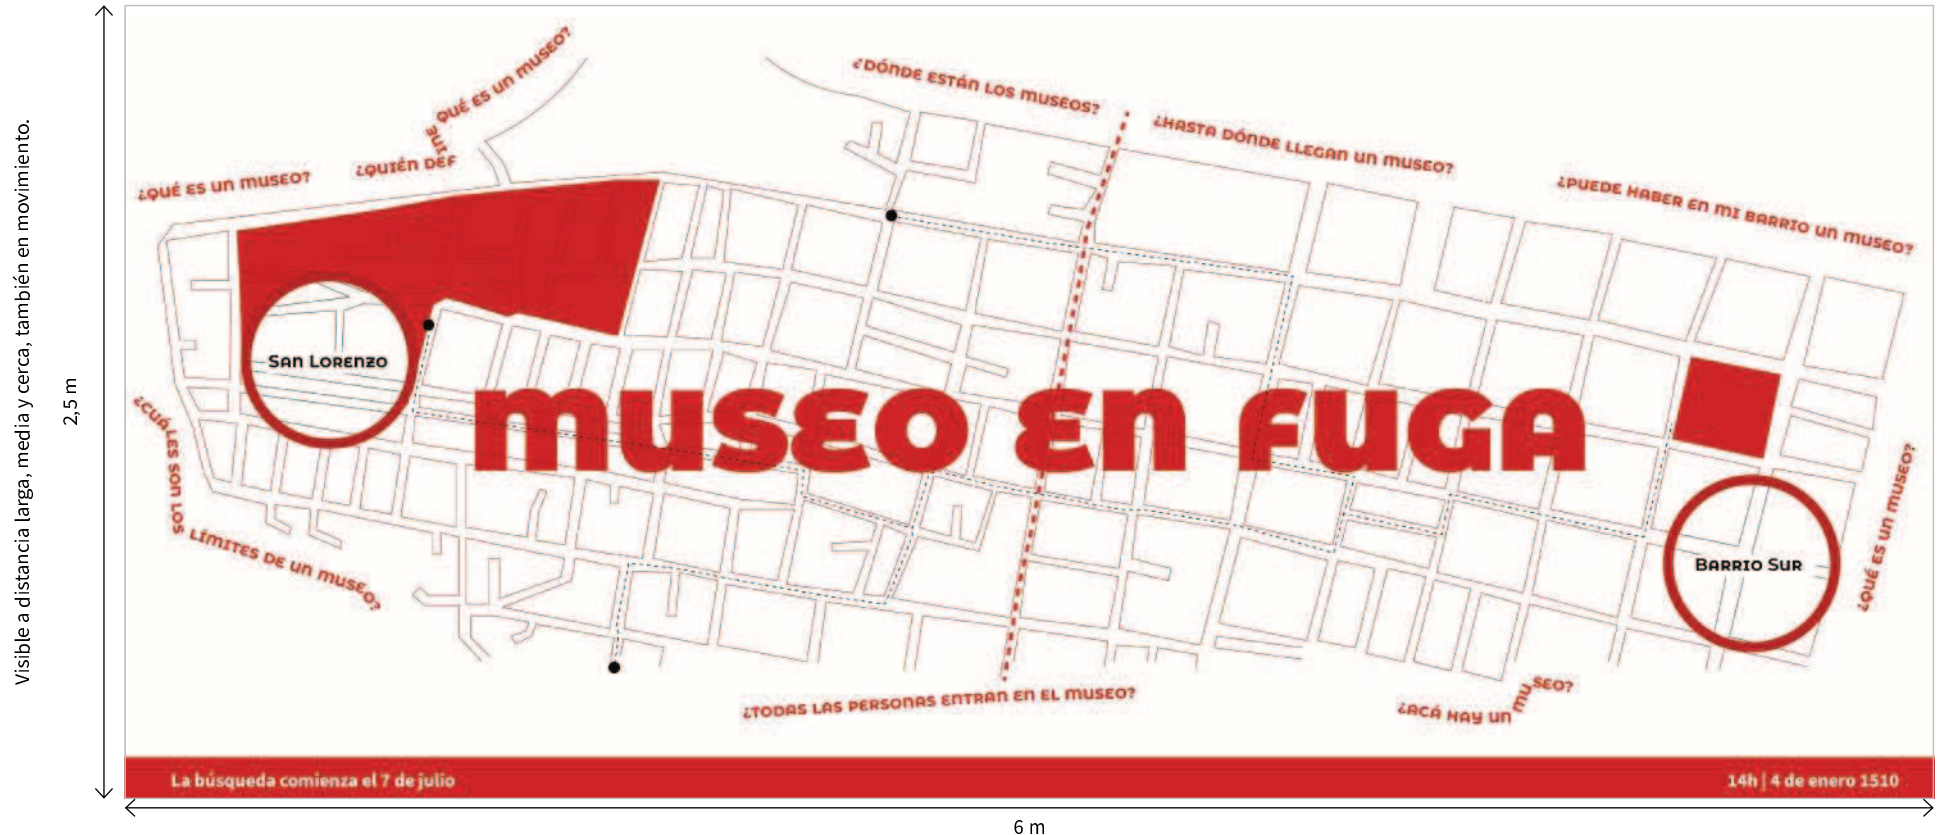 Visible a distancia larga, media y cerca, también en movimiento.
2,5 m
¿QUÉ ES UN MUSEO?
¿QUIÉN DEF
INE
QUÉ ES UN MUSEO?
¿DÓNDE ESTÁN LOS MUSEOS?
¿HASTA DÓNDE LLEGAN UN MUSEO?
¿PUEDE HABER EN MI BARRIO UN MUSEO?
SAN LORENZO
MUSEO EN FUGA
¿CUÁLES SON LOS
LÍMITES DE UN MUSEO?
BARRIO SUR
¿QUÉ ES UN MUSEO?
¿TODAS LAS PERSONAS ENTRAN EN EL MUSEO?
¿ACÁ HAY UN
MU
SEO?
La búsqueda comienza el 7 de julio
14h | 4 de enero 1510
6 m